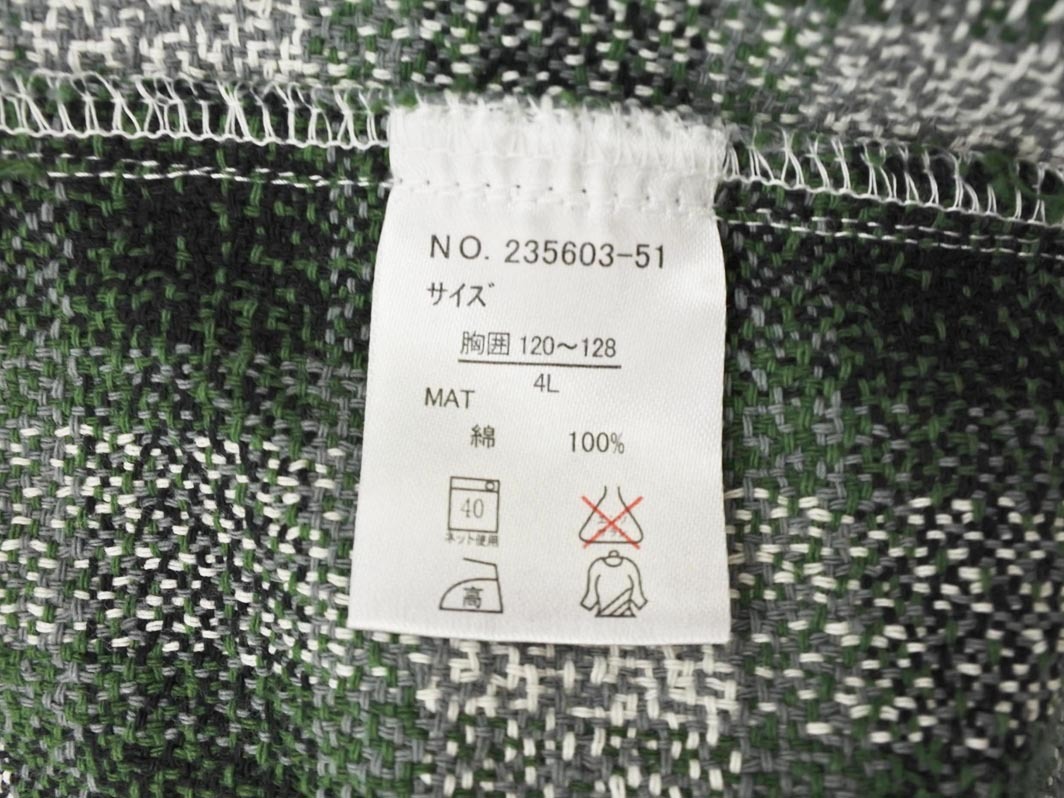 NO. 235603-51
サイズ
胸囲 120～128
4L
MAT
綿 100%
40
ネット使用
高